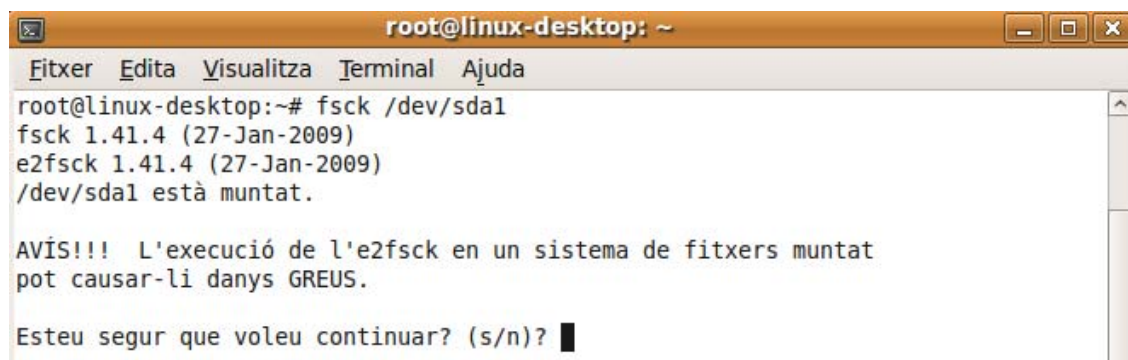 root@linux-desktop: ~
Fitxer Edita Visualitza Terminal Ajuda
root@linux-desktop:~# fsck /dev/sda1
fsck 1.41.4 (27-Jan-2009)
e2fsck 1.41.4 (27-Jan-2009)
/dev/sda1 està muntat.
AVÍS!!!  L'execució de l'e2fsck en un sistema de fitxers muntat
pot causar-li danys GREUS.
Esteu segur que voleu continuar? (s/n)?